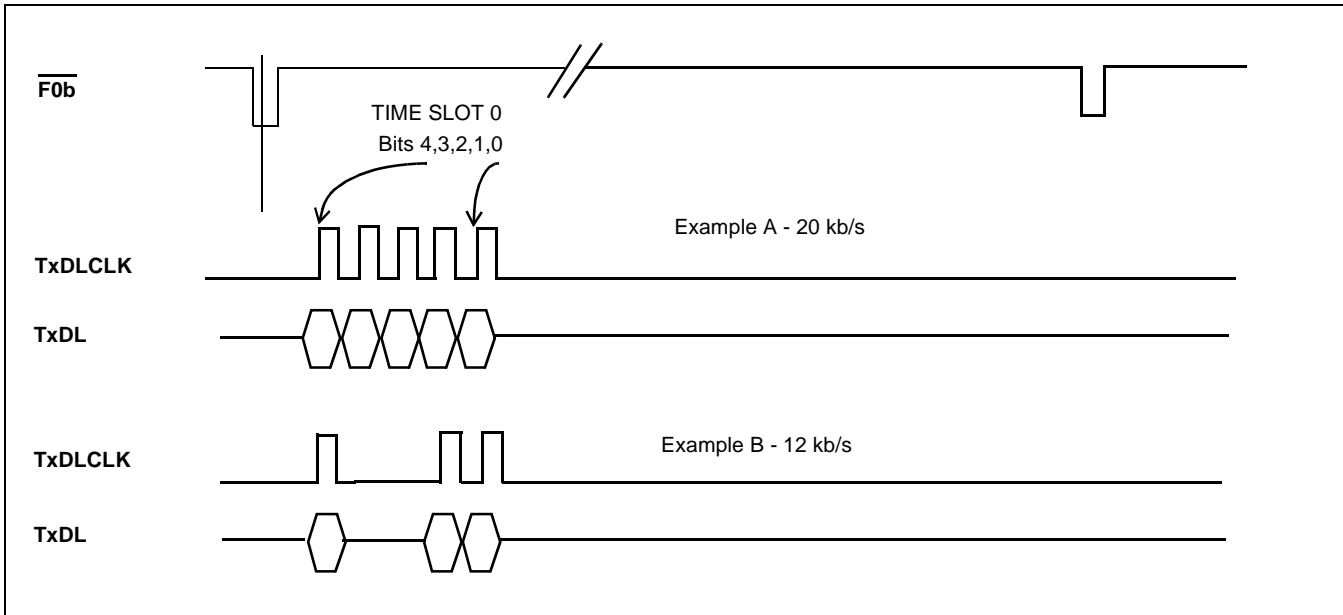 F0b
TIME SLOT 0
Bits 4,3,2,1,0
Example A - 20 kb/s
TxDLCLK
TxDL
Example B - 12 kb/s
TxDLCLK
TxDL